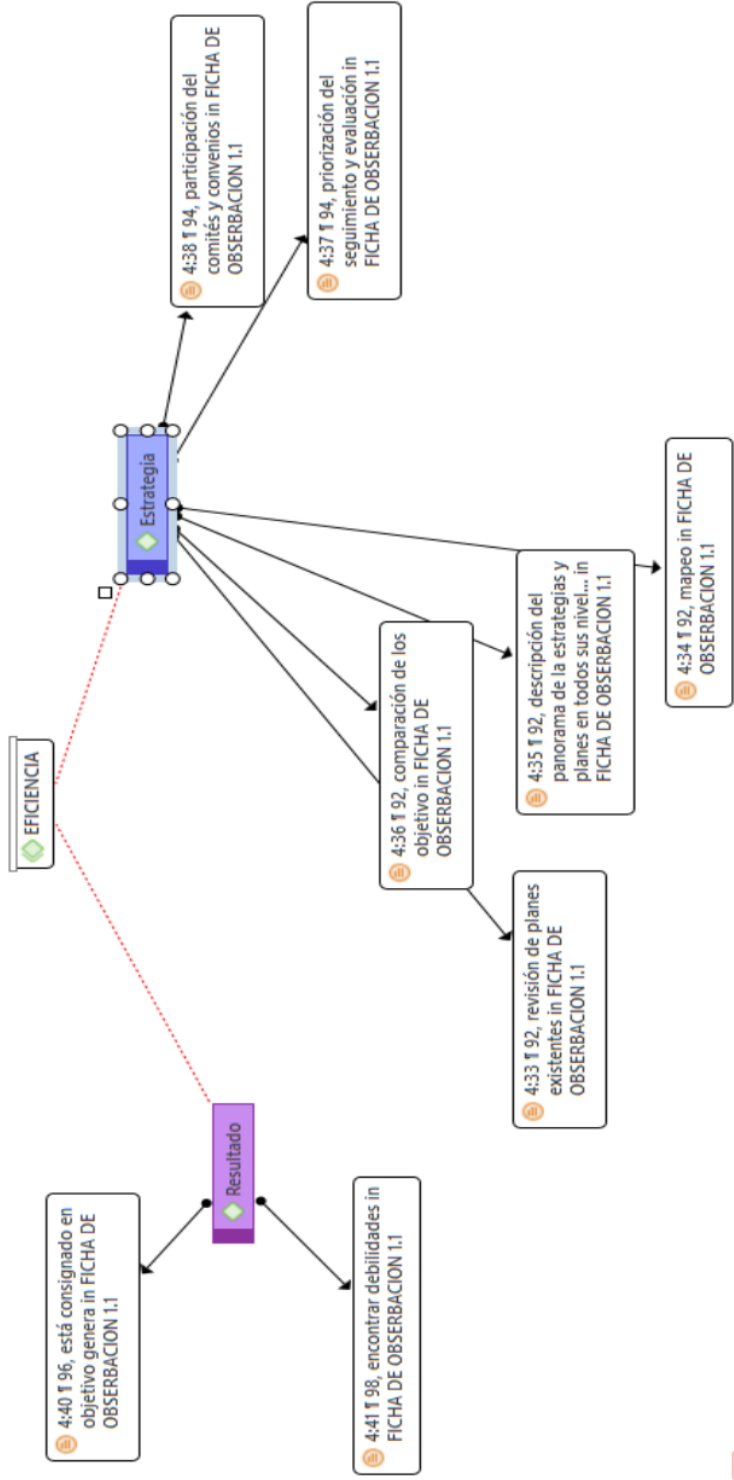 EFICIENCIA
Resultado
Estrategia
4:40 ¶ 96, está consignado en
objetivo genera in FICHA DE
OBSERBACION 1.1
4:41 ¶ 98, encontrar debilidades in
FICHA DE OBSERBACION 1.1
4:33 ¶ 92, revisión de planes
existentes in FICHA DE
OBSERBACION 1.1
4:36 ¶ 92, comparación de los
objetivo in FICHA DE
OBSERBACION 1.1
4:35 ¶ 92, descripción del
panorama de la estrategias y
planes en todos sus nivel... in
FICHA DE OBSERBACION 1.1
4:34 ¶ 92, mapeo in FICHA DE
OBSERBACION 1.1
4:38 ¶ 94, participación del
comités y convenios in FICHA DE
OBSERBACION 1.1
4:37 ¶ 94, priorización del
seguimiento y evaluación in
FICHA DE OBSERBACION 1.1